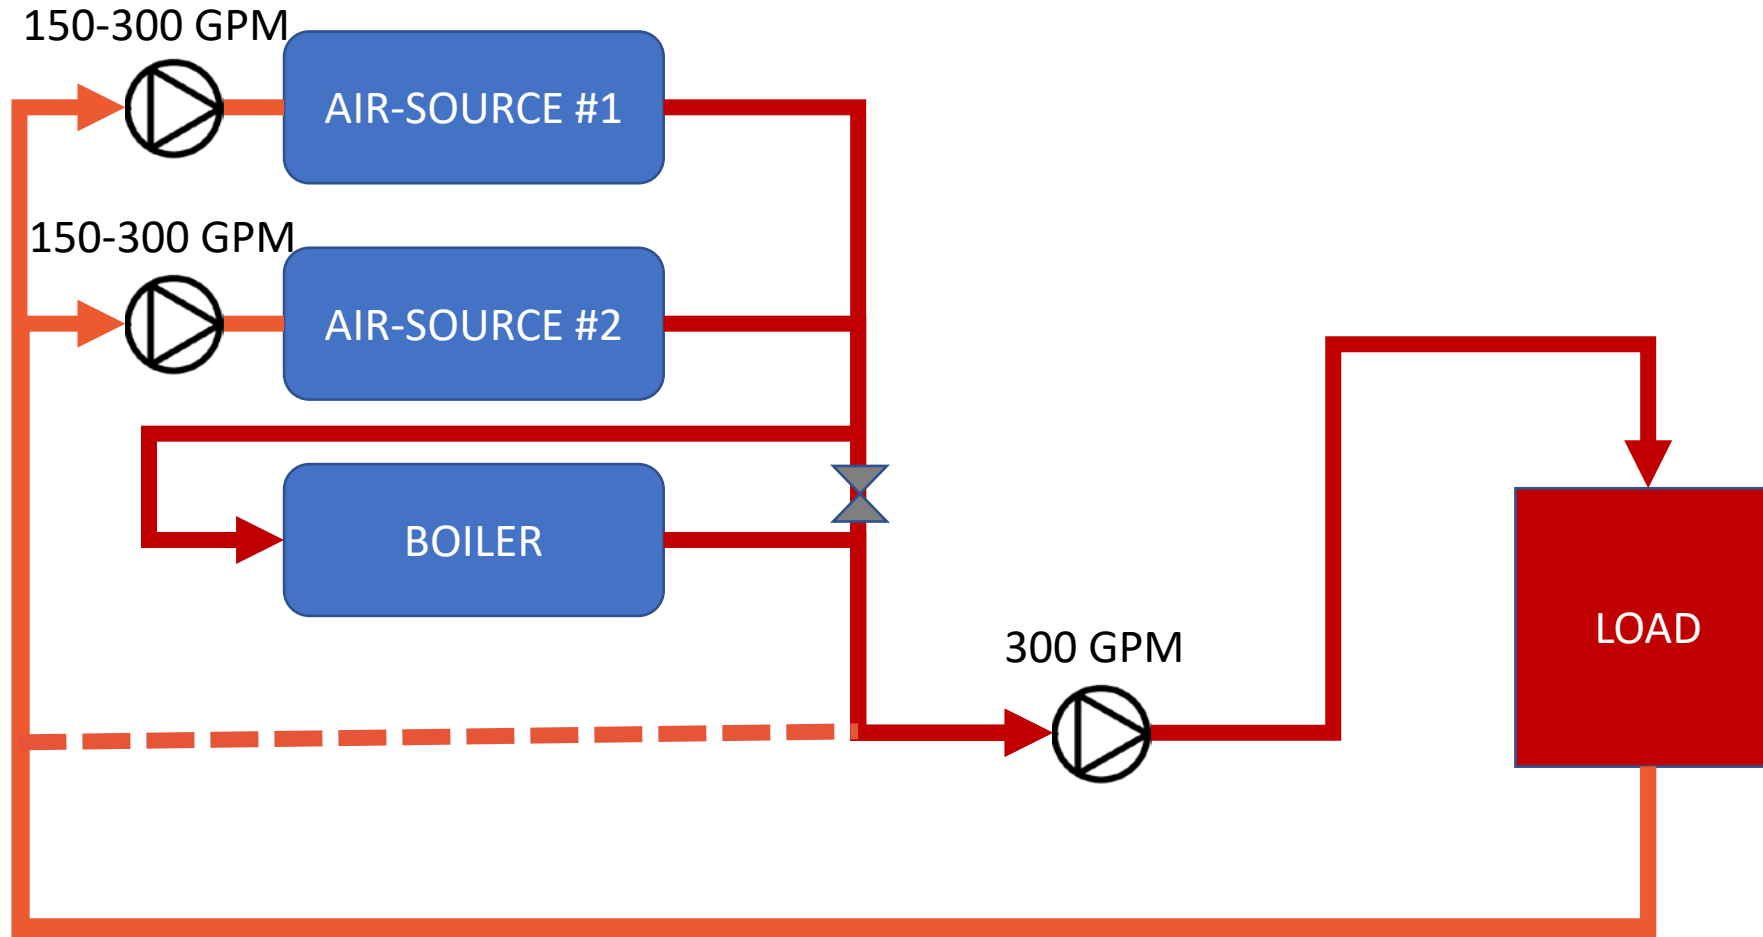 150-300 GPM
AIR-SOURCE #1
150-300 GPM
AIR-SOURCE #2
BOILER
300 GPM
LOAD